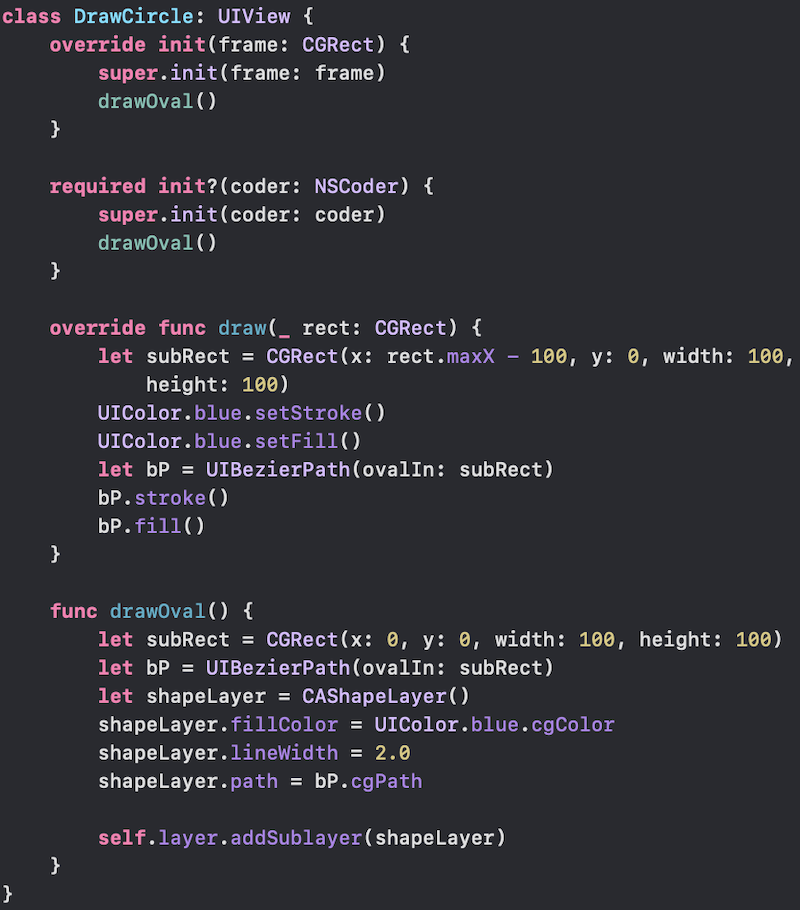 class DrawCircle: UIView {
    override init(frame: CGRect) {
        super.init(frame: frame)
        drawOval()
    }

    required init?(coder: NSCoder) {
        super.init(coder: coder)
        drawOval()
    }

    override func draw(_ rect: CGRect) {
        let subRect = CGRect(x: rect.maxX - 100, y: 0, width: 100,
            height: 100)
        UIColor.blue.setStroke()
        UIColor.blue.setFill()
        let bP = UIBezierPath(ovalIn: subRect)
        bP.stroke()
        bP.fill()
    }

    func drawOval() {
        let subRect = CGRect(x: 0, y: 0, width: 100, height: 100)
        let bP = UIBezierPath(ovalIn: subRect)
        let shapeLayer = CAShapeLayer()
        shapeLayer.fillColor = UIColor.blue.cgColor
        shapeLayer.lineWidth = 2.0
        shapeLayer.path = bP.cgPath

        self.layer.addSublayer(shapeLayer)
    }
}